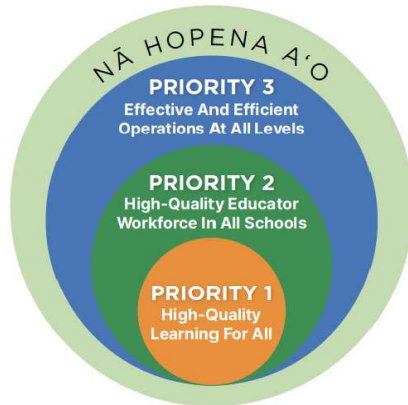 NĀ HOPENA AʻO
PRIORITY 3
Effective And Efficient
Operations At All Levels
PRIORITY 2
High-Quality Educator
Workforce In All Schools
PRIORITY 1
High-Quality
Learning For All